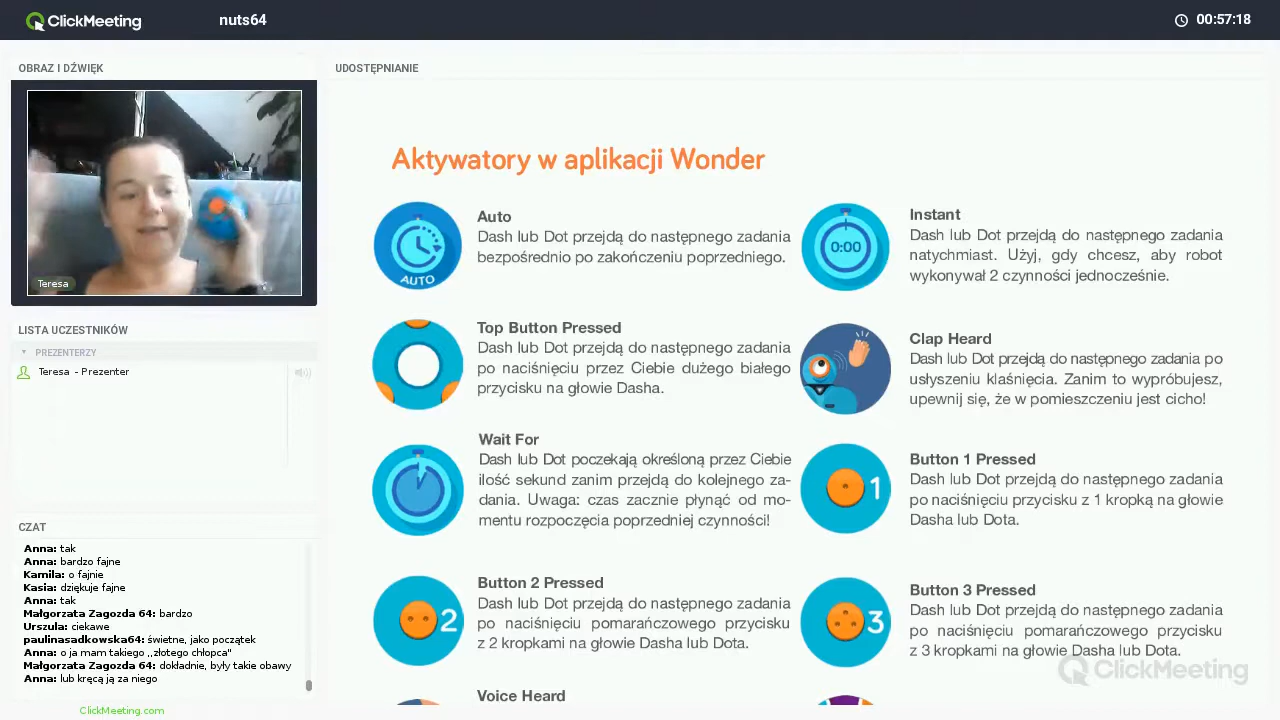 ClickMeeting
nuts64
00:57:18
OBRAZ I DŹWIĘK
Teresa
LISTA UCZESTNIKÓW
PREZENTERZY
Teresa - Prezenter
CZAT
Anna: tak
Anna: bardzo fajne
Kamila: o fajnie
Kasia: dziękuje fajne
Anna: tak
Małgorzata Zagozda 64: bardzo
Urszula: ciekawe
paulinasadkowska64: świetne, jako początek
Anna: o ja mam takiego ,,złotego chłopca"
Małgorzata Zagozda 64: dokładnie, były takie obawy
Anna: lub kręcą ją za niego
ClickMeeting.com
UDOSTĘPNIANIE
Aktywatory w aplikacji Wonder
AUTO
Auto
Dash lub Dot przejdą do następnego zadania
bezpośrednio po zakończeniu poprzedniego.
0:00
Instant
Dash lub Dot przejdą do następnego zadania
natychmiast. Użyj, gdy chcesz, aby robot
wykonywał 2 czynności jednocześnie.
Top Button Pressed
Dash lub Dot przejdą do następnego zadania
po naciśnięciu przez Ciebie dużego białego
przycisku na głowie Dasha.
Clap Heard
Dash lub Dot przejdą do następnego zadania po
usłyszeniu klaśnięcia. Zanim to wypróbujesz,
upewnij się, że w pomieszczeniu jest cicho!
Wait For
Dash lub Dot poczekają określoną przez Ciebie
ilość sekund zanim przejdą do kolejnego za-
dania. Uwaga: czas zacznie płynąć od mo-
mentu rozpoczęcia poprzedniej czynności!
1
Button 1 Pressed
Dash lub Dot przejdą do następnego zadania
po naciśnięciu przycisku z 1 kropką na głowie
Dasha lub Dota.
2
Button 2 Pressed
Dash lub Dot przejdą do następnego zadania
po naciśnięciu pomarańczowego przycisku
z 2 kropkami na głowie Dasha lub Dota.
3
Button 3 Pressed
Dash lub Dot przejdą do następnego zadania
po naciśnięciu pomarańczowego przycisku
z 3 kropkami na głowie Dasha lub Dota.
Voice Heard
ClickMeeting